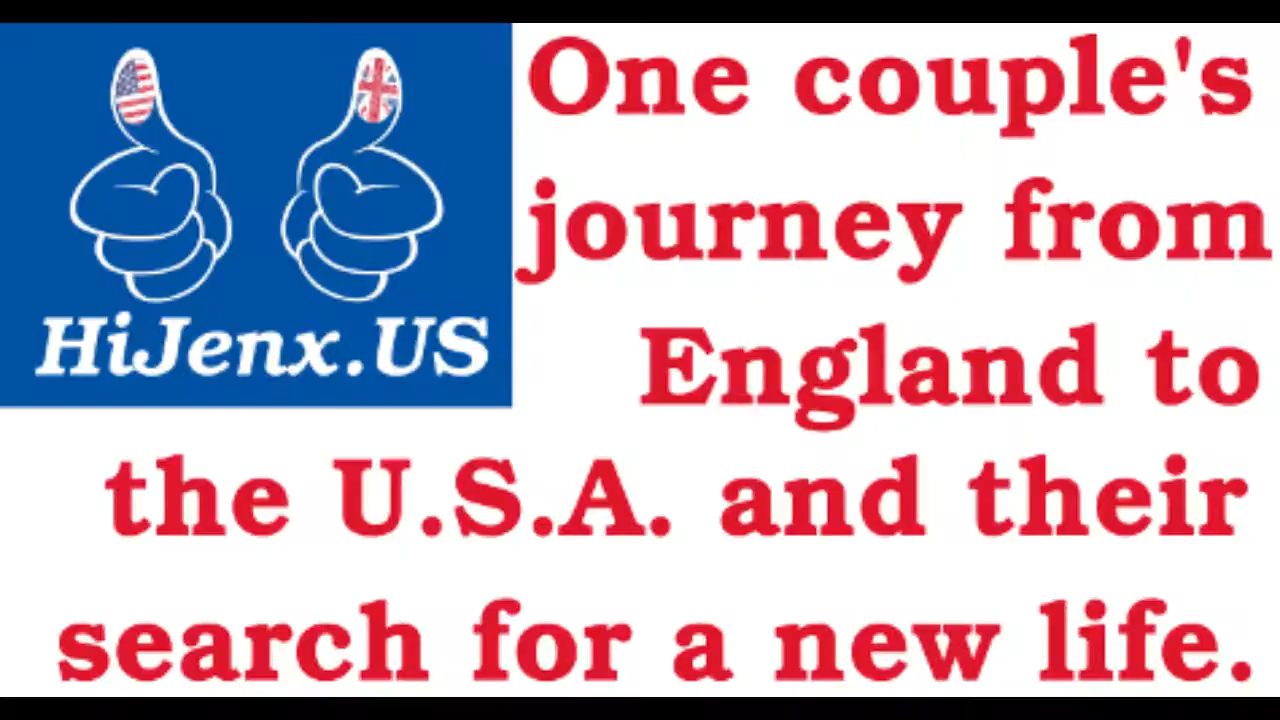 One couple's
journey from
HiJenx.US
England to
the U.S.A. and their
search for a new life.